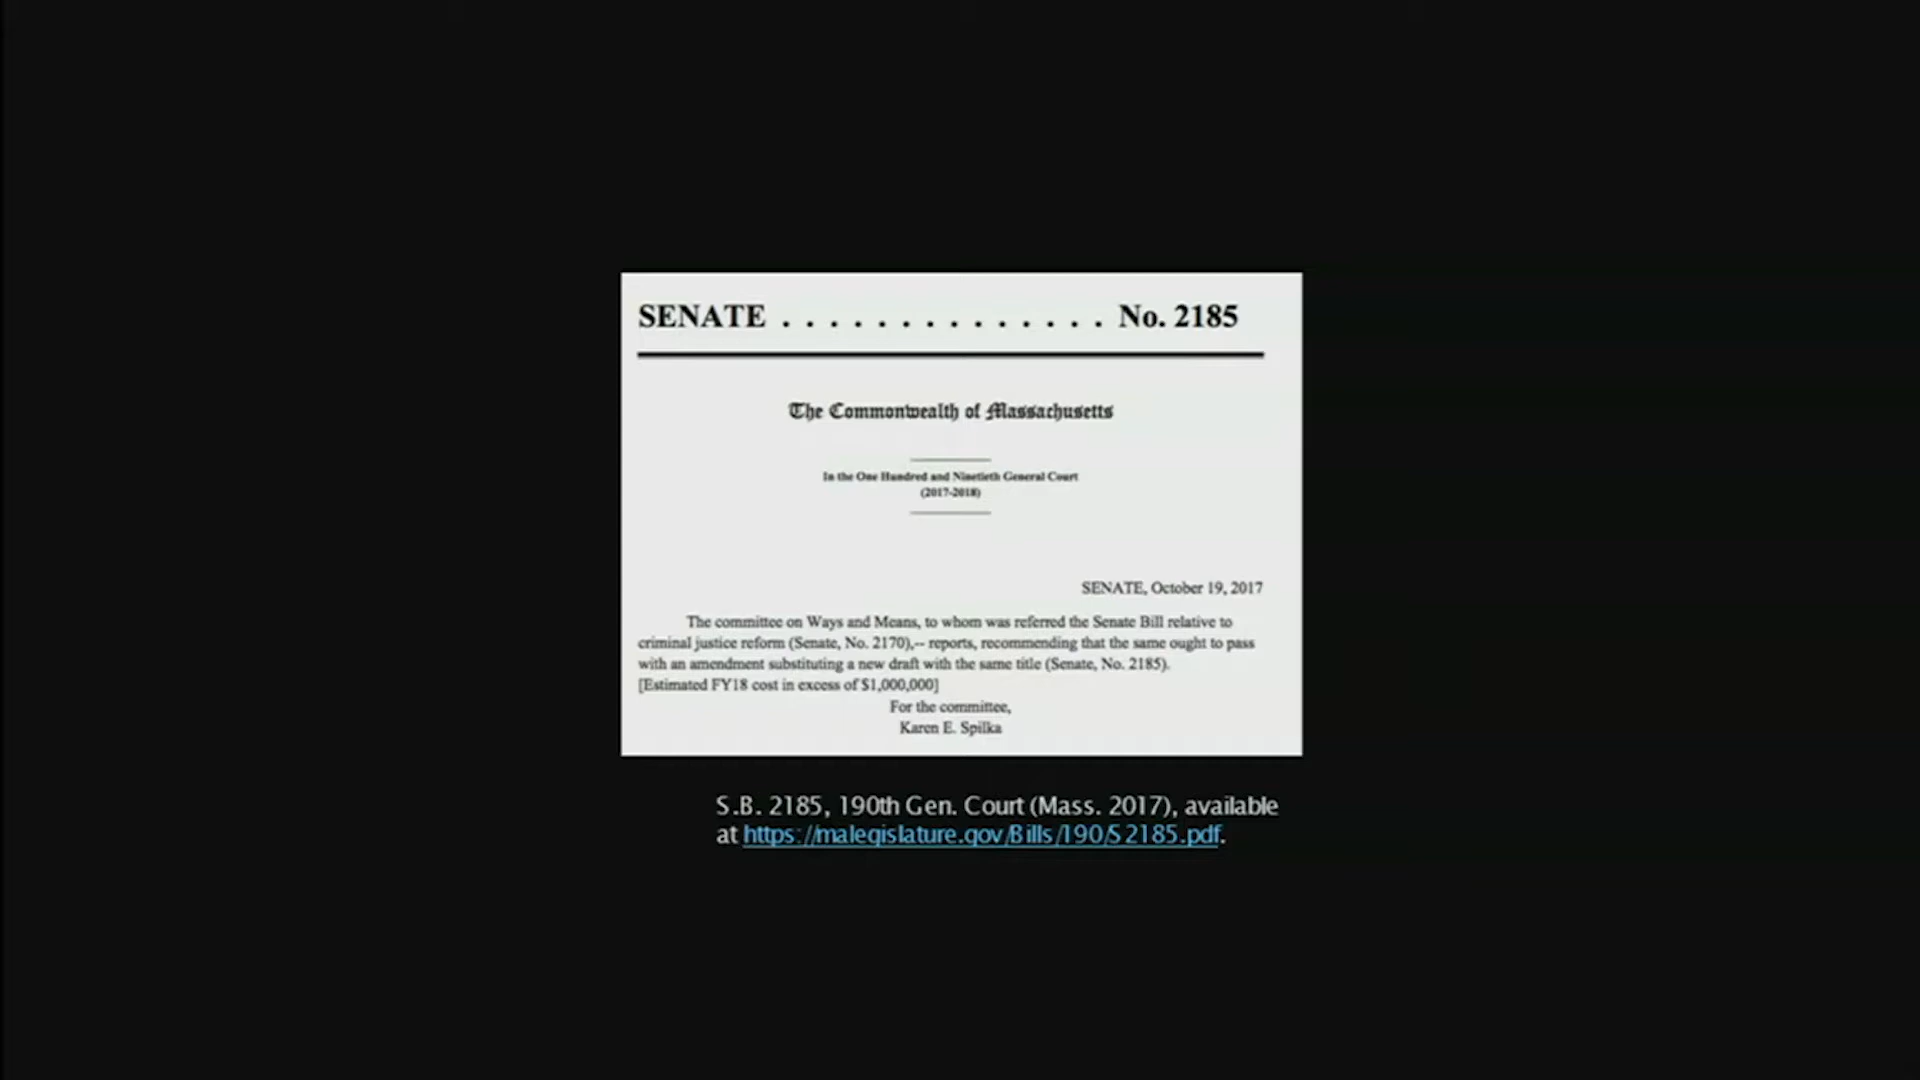 SENATE . . . . . . . . . . . . . . No. 2185
The Commonwealth of Massachusetts
In the One Hundred and Ninetieth General Court
(2017-2018)
SENATE, October 19, 2017
The committee on Ways and Means, to whom was referred the Senate Bill relative to
criminal justice reform (Senate, No. 2170),-- reports, recommending that the same ought to pass
with an amendment substituting a new draft with the same title (Senate, No. 2185).
[Estimated FY18 cost in excess of $1,000,000]
For the committee,
Karen E. Spilka
S.B. 2185, 190th Gen. Court (Mass. 2017), available
at https://malegislature.gov/Bills/190/S2185.pdf.